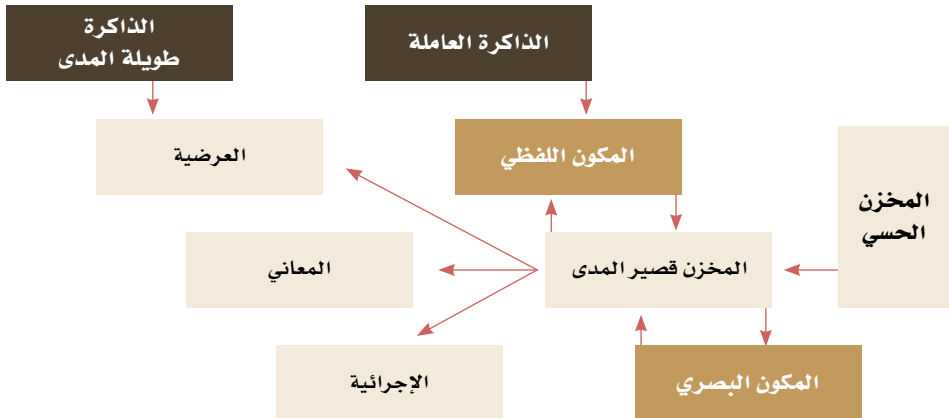 الذاكرة العاملة
الذاكرة
طويلة المدى
المكون اللفظي
العرضية
المخزن
الحسي
المخزن قصير المدى
المعاني
المكون البصري
الإجرائية